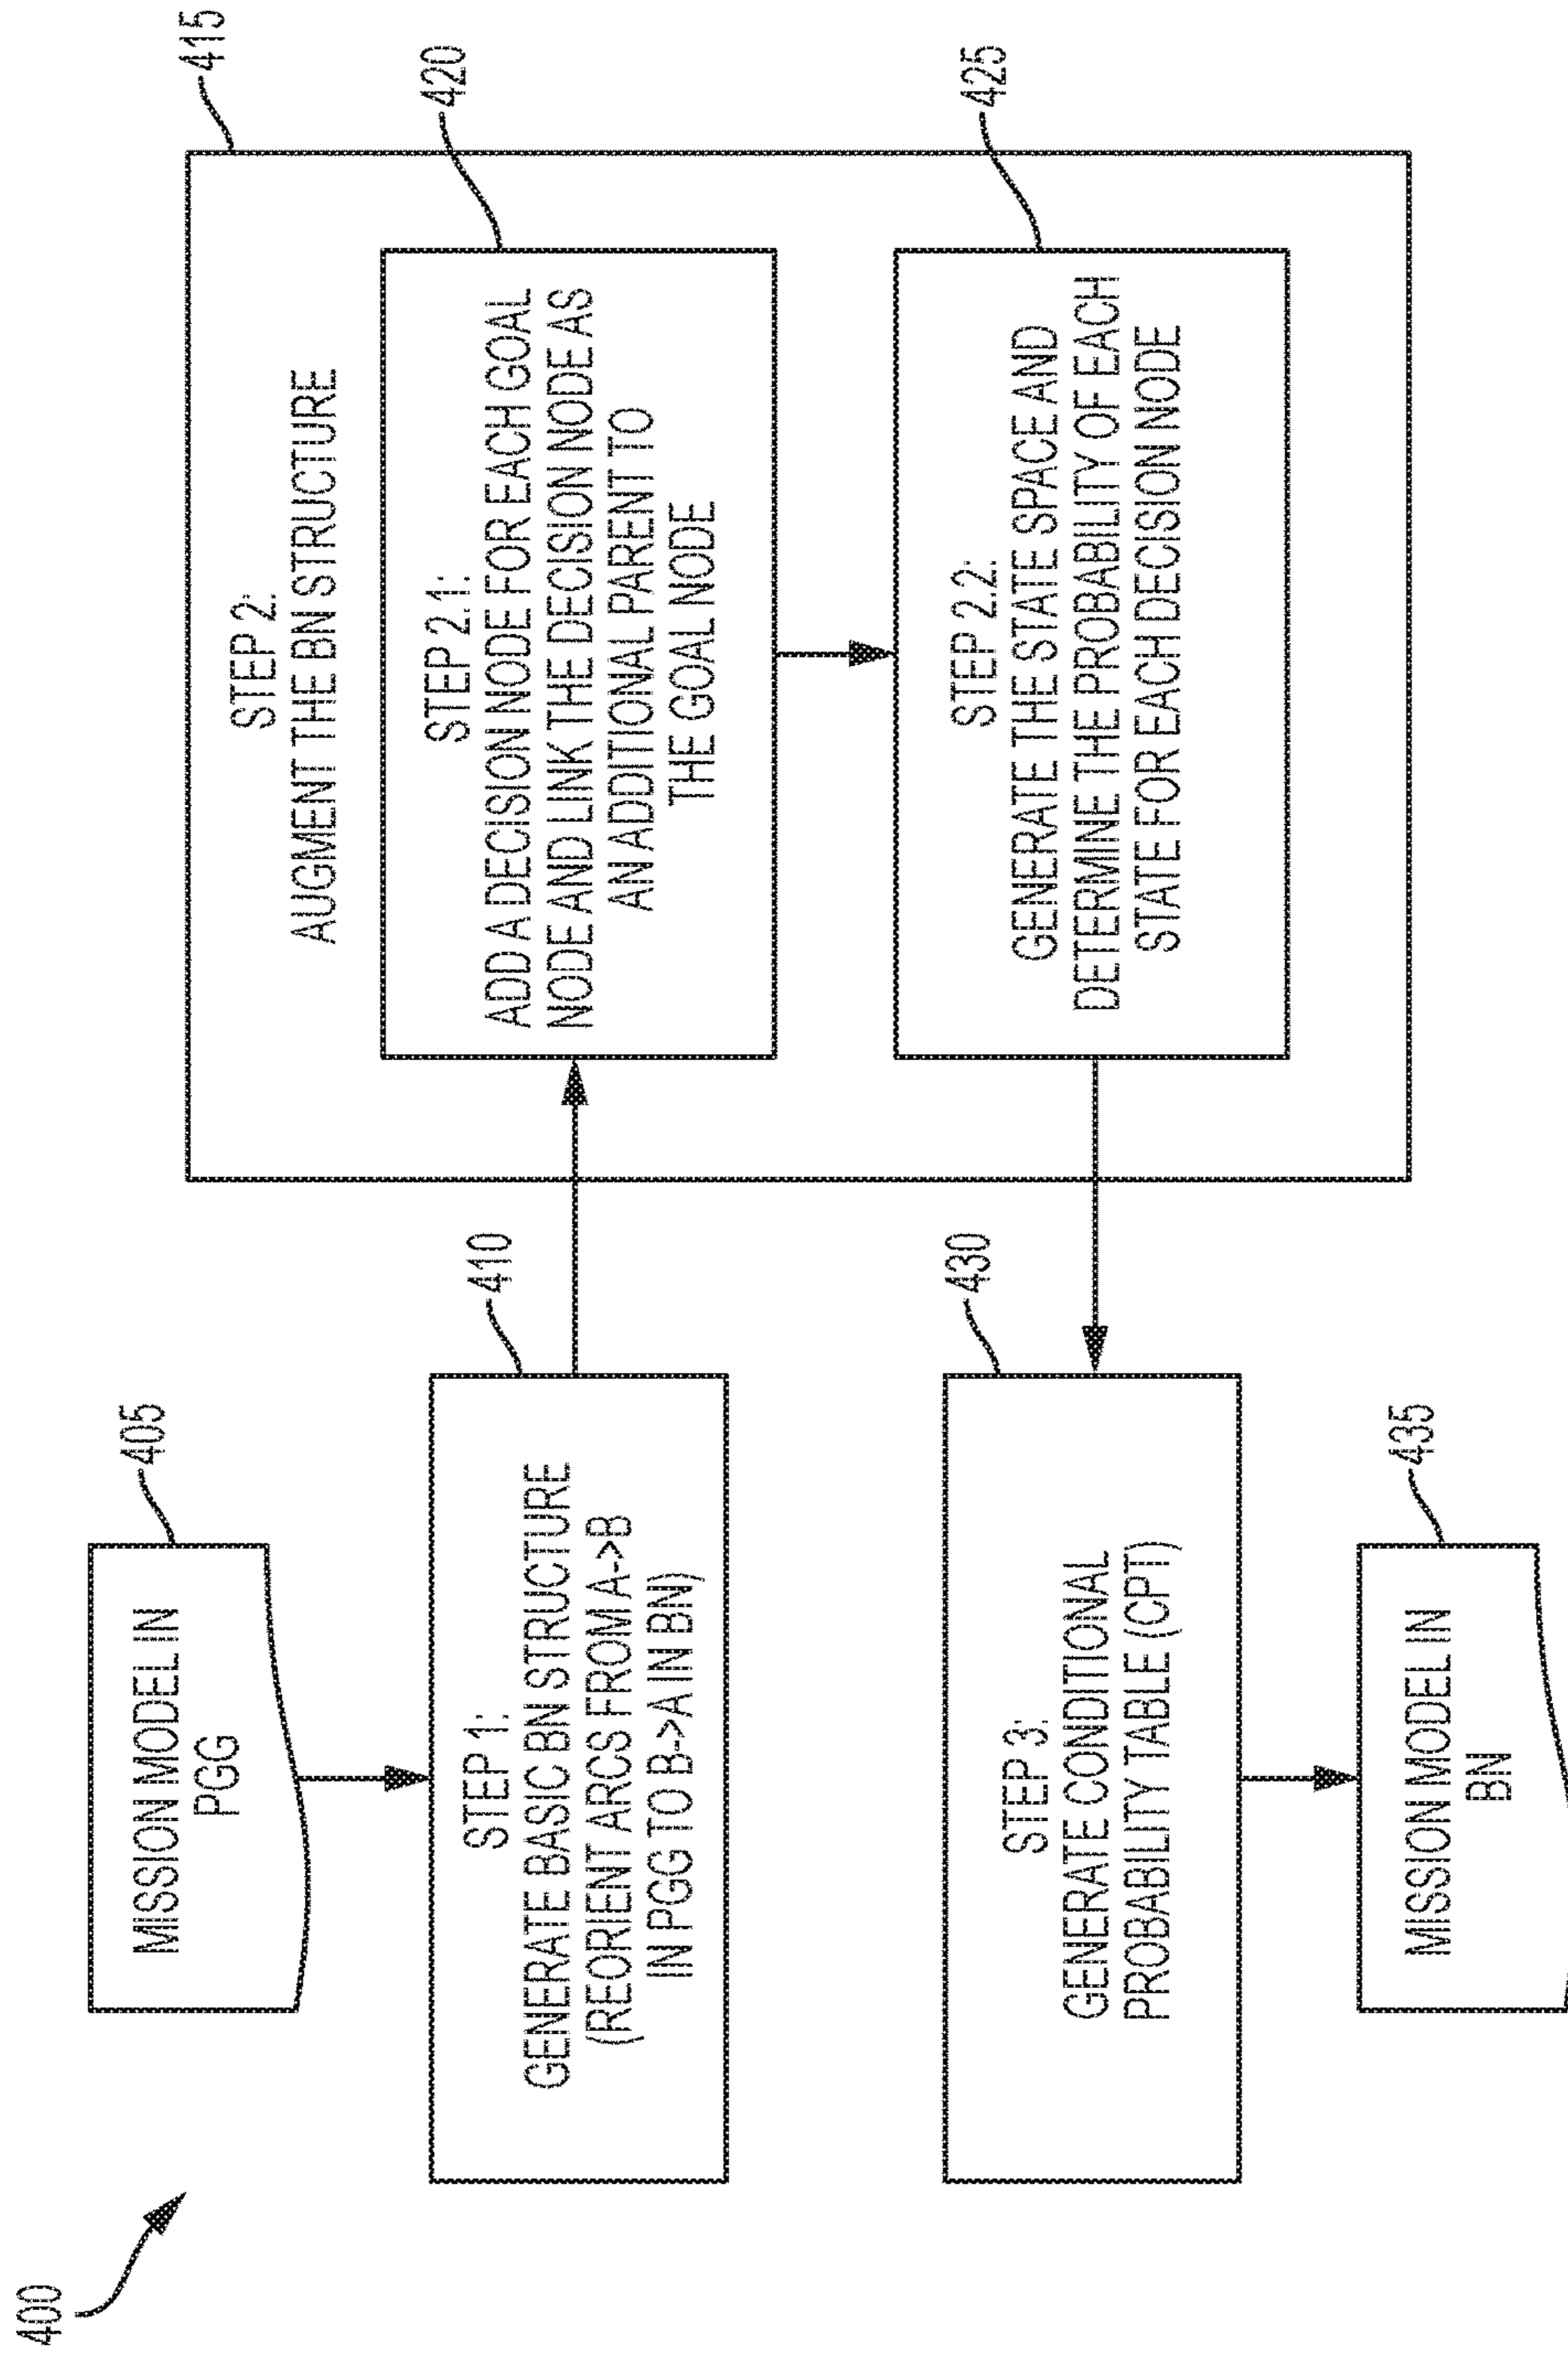 400
405
MISSION MODEL IN
PGG
410
STEP 1:
GENERATE BASIC BN STRUCTURE
(REORIENT ARCS FROM A->B
IN PGG TO B->A IN BN)
415
STEP 2:
AUGMENT THE BN STRUCTURE
420
STEP 2.1:
ADD A DECISION NODE FOR EACH GOAL
NODE AND LINK THE DECISION NODE AS
AN ADDITIONAL PARENT TO
THE GOAL NODE
425
STEP 2.2:
GENERATE THE STATE SPACE AND
DETERMINE THE PROBABILITY OF EACH
STATE FOR EACH DECISION NODE
430
STEP 3:
GENERATE CONDITIONAL
PROBABILITY TABLE (CPT)
435
MISSION MODEL IN
BN